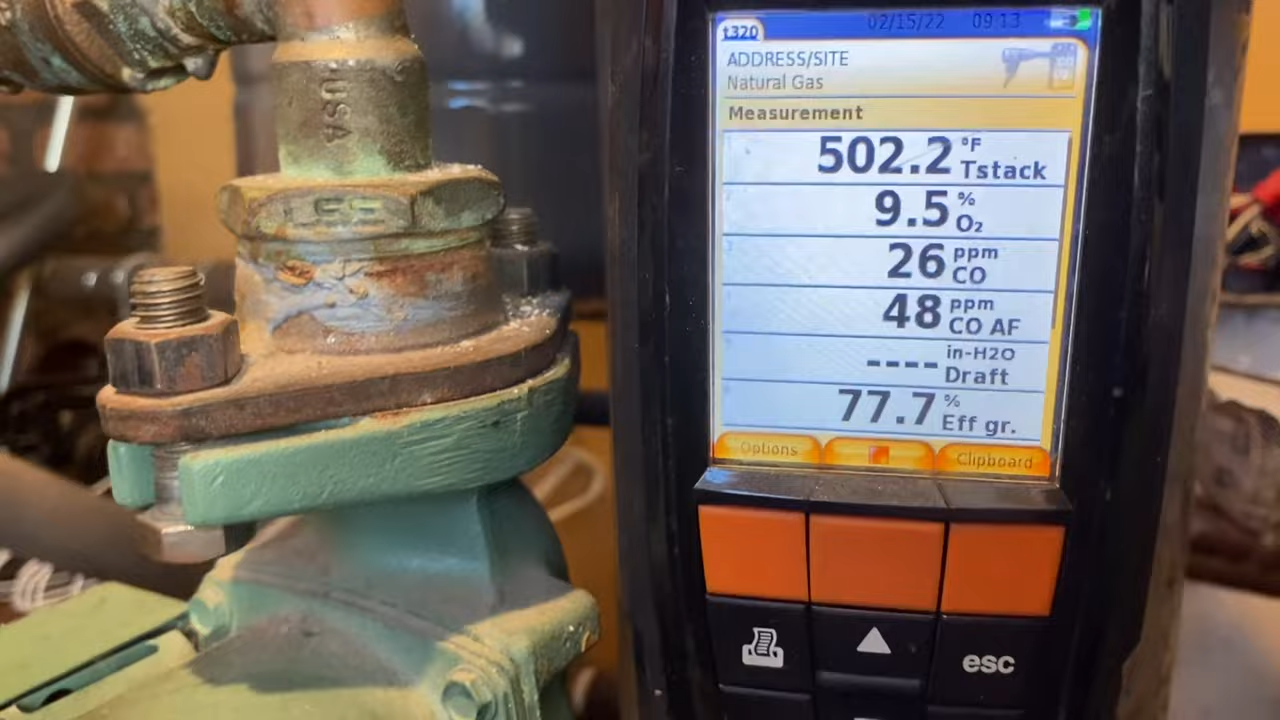 USA
t320 02/15/22 09:13
ADDRESS/SITE
Natural Gas
Measurement
502.2 °F Tstack
9.5 % O₂
26 ppm CO
48 ppm CO AF
---- in-H2O Draft
77.7 % Eff gr.
Options Clipboard
esc